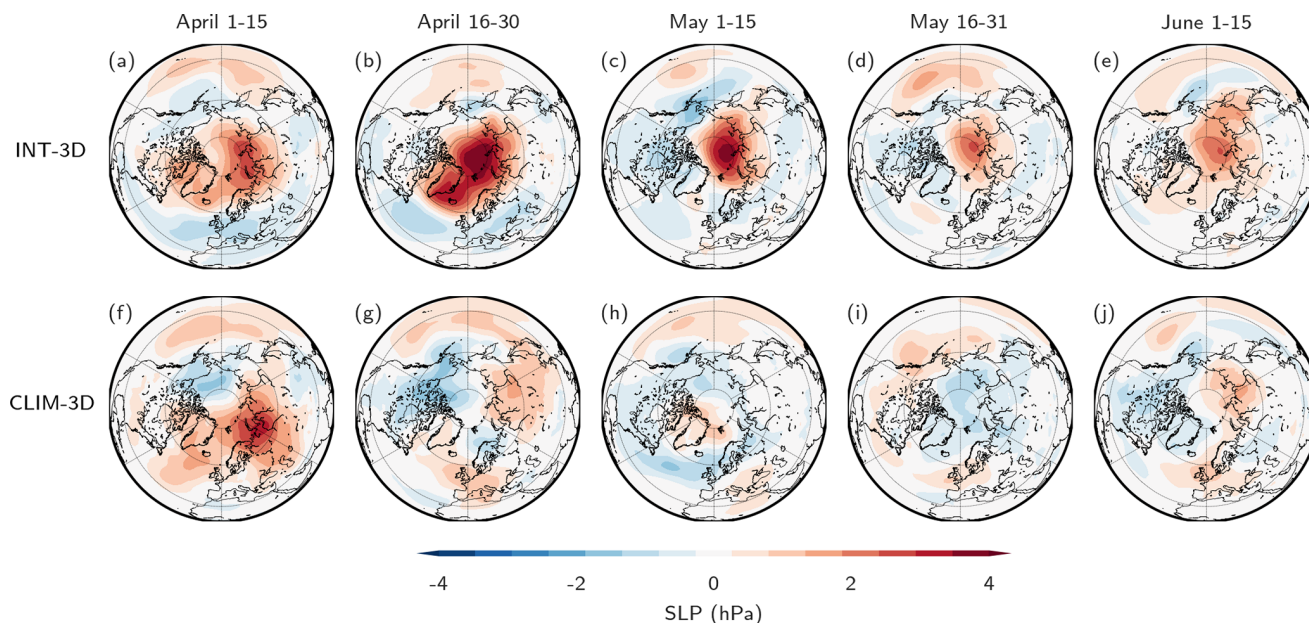 April 1-15 April 16-30 May 1-15 May 16-31 June 1-15
(a) (b) (c) (d) (e)
INT-3D
(f) (g) (h) (i) (j)
CLIM-3D
-4 -2 0 2 4
SLP (hPa)